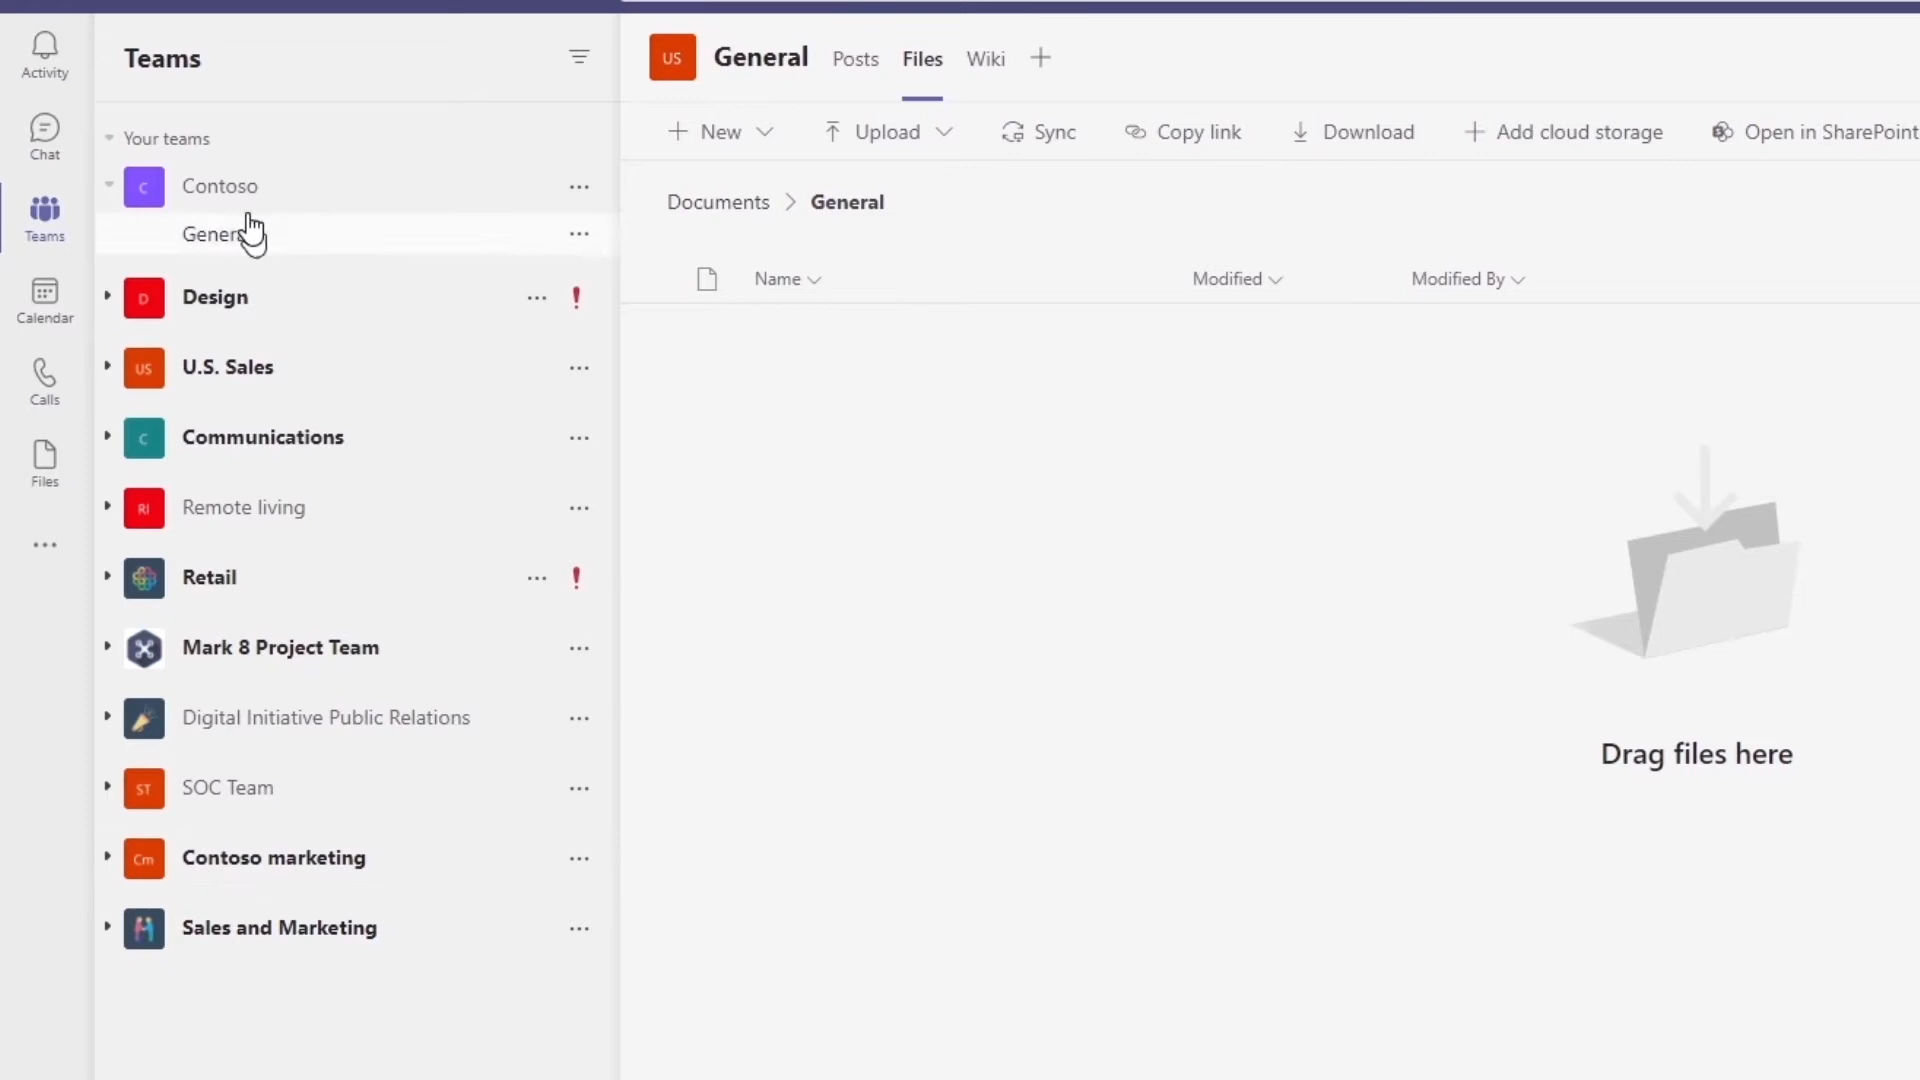 Activity
Chat
Teams
Calendar
Calls
Files
Teams
Your teams
C Contoso
D Design
US U.S. Sales
C Communications
RI Remote living
Retail
Mark 8 Project Team
Digital Initiative Public Relations
ST SOC Team
Cm Contoso marketing
Sales and Marketing
US General Posts Files Wiki
New Upload Sync Copy link Download Add cloud storage Open in SharePoint
Documents > General
Name Modified Modified By
Drag files here